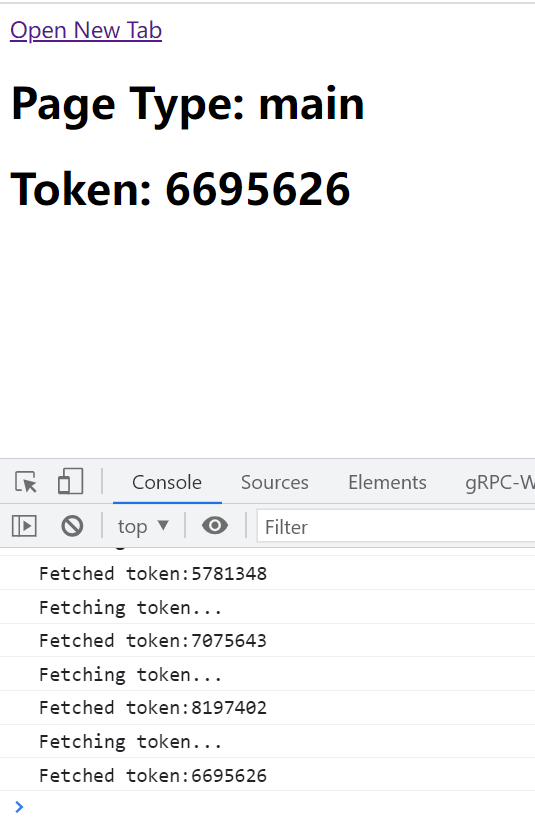 Open New Tab
Page Type: main
Token: 6695626
Console Sources Elements gRPC-W
top ▼ Filter
Fetched token:5781348
Fetching token...
Fetched token:7075643
Fetching token...
Fetched token:8197402
Fetching token...
Fetched token:6695626
>